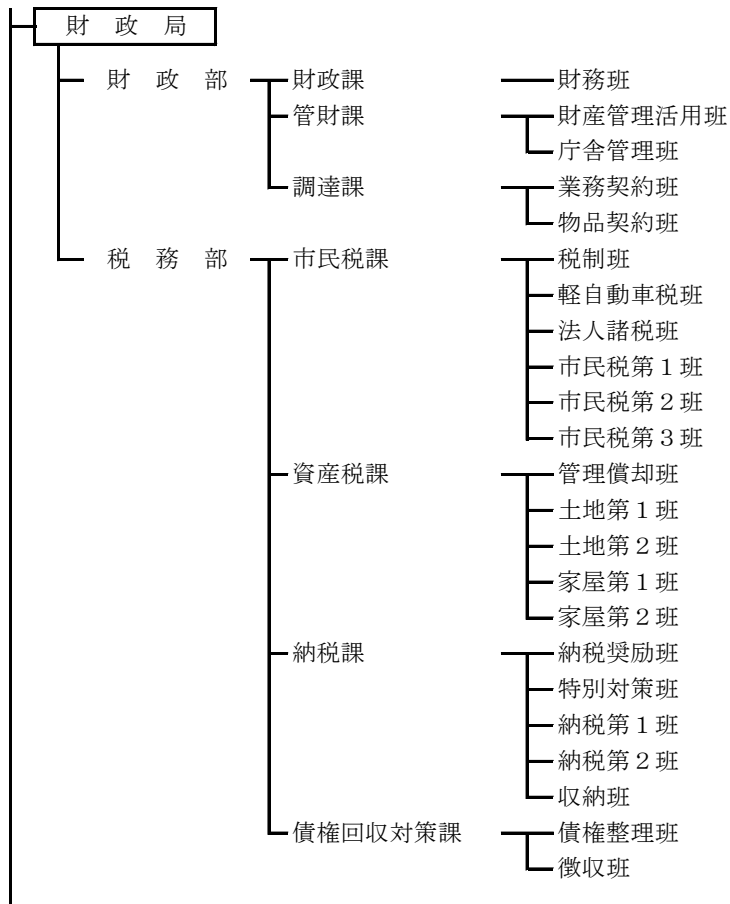 財政局
財政部 財政課 財務班
管財課 財産管理活用班
庁舎管理班
調達課 業務契約班
物品契約班
税務部 市民税課 税制班
軽自動車税班
法人諸税班
市民税第1班
市民税第2班
市民税第3班
資産税課 管理償却班
土地第1班
土地第2班
家屋第1班
家屋第2班
納税課 納税奨励班
特別対策班
納税第1班
納税第2班
収納班
債権回収対策課 債権整理班
徴収班